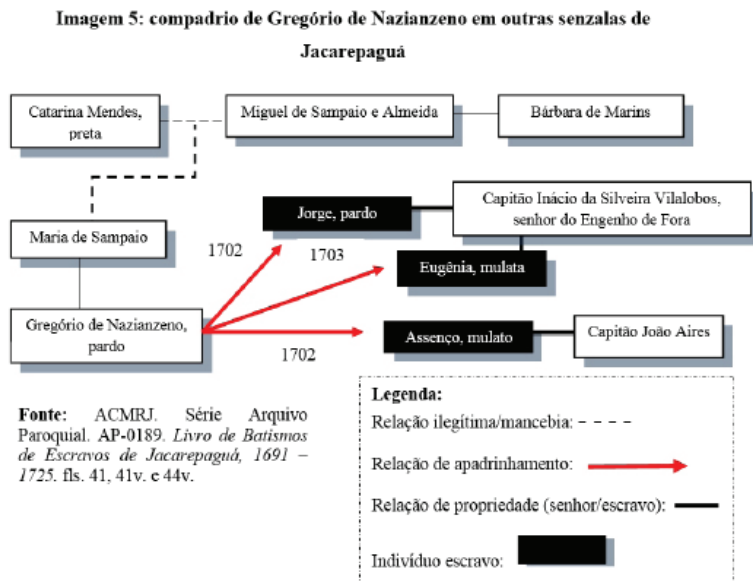 Imagem 5: compadrio de Gregório de Nazianzeno em outras senzalas de
Jacarepaguá
Catarina Mendes,
preta
Miguel de Sampaio e Almeida
Bárbara de Marins
Maria de Sampaio
Jorge, pardo
Capitão Inácio da Silveira Vilalobos,
senhor do Engenho de Fora
1702
1703
Eugênia, mulata
Gregório de Nazianzeno,
pardo
Assenço, mulato
Capitão João Aires
1702
Fonte: ACMRJ. Série Arquivo
Paroquial. AP-0189. Livro de Batismos
de Escravos de Jacarepaguá, 1691 –
1725. fls. 41, 41v. e 44v.
Legenda:
Relação ilegítima/mancebia:
Relação de apadrinhamento:
Relação de propriedade (senhor/escravo):
Indivíduo escravo: